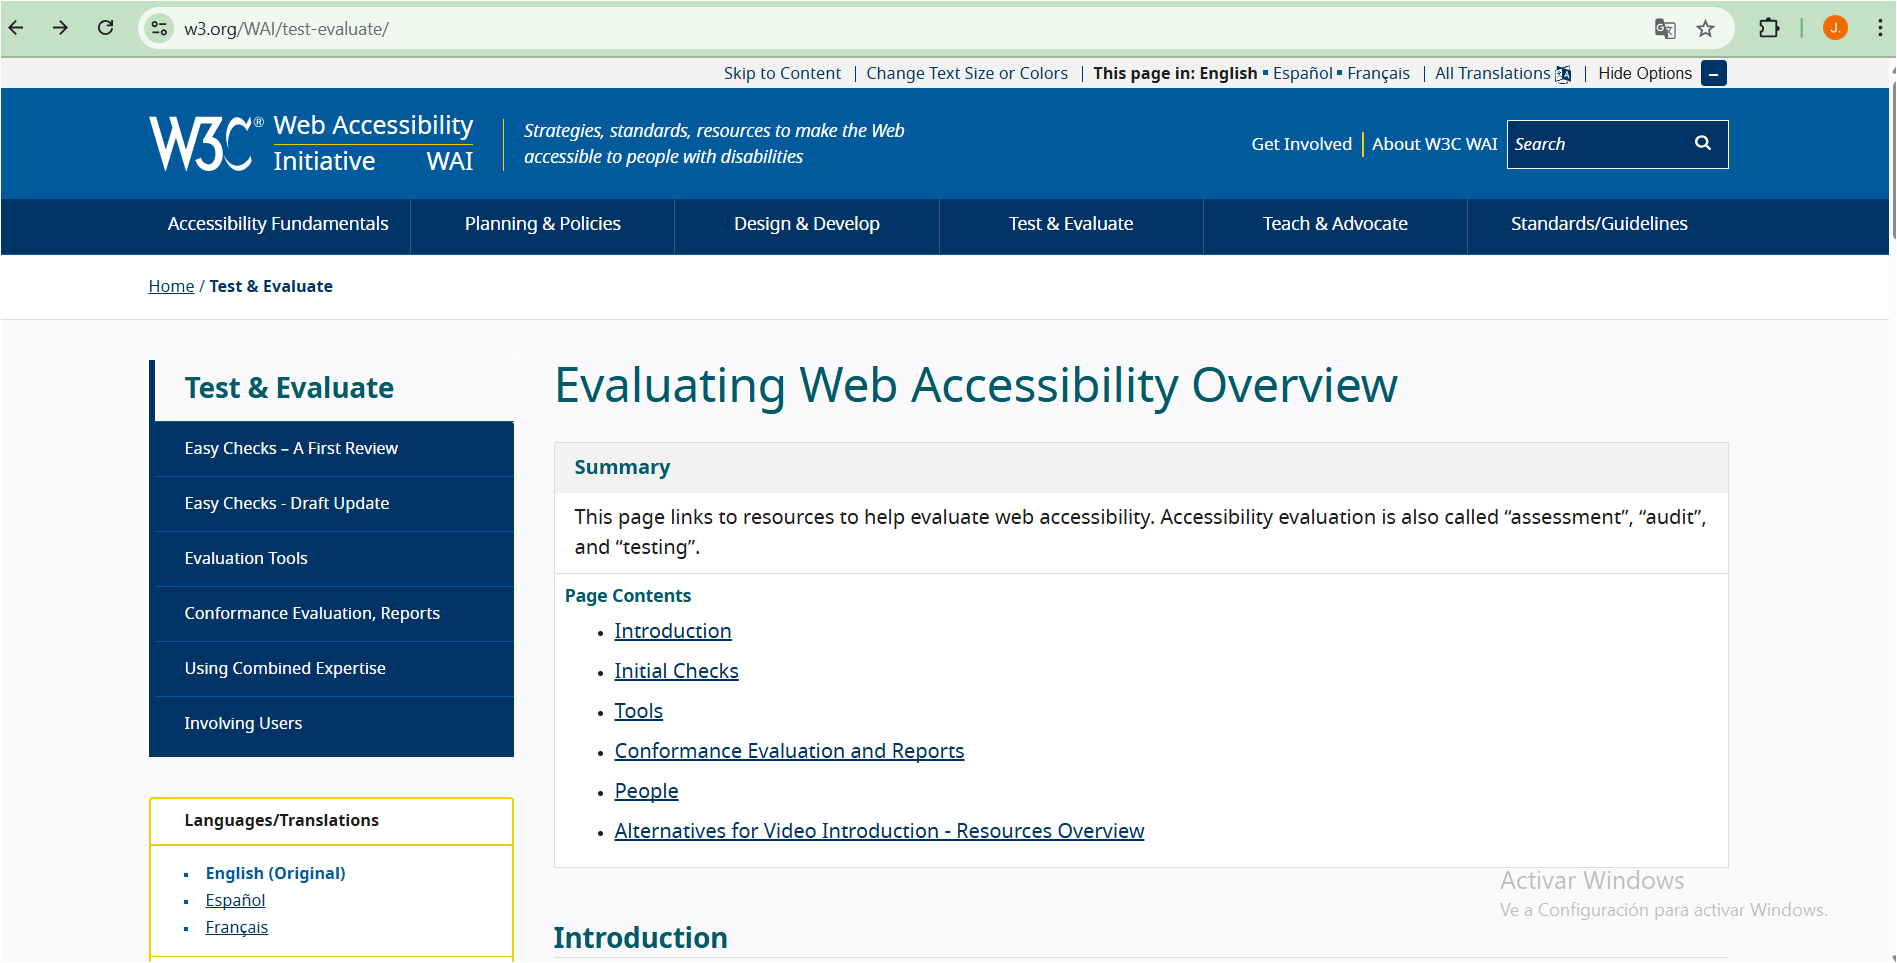 w3.org/WAI/test-evaluate/
J.
Skip to Content | Change Text Size or Colors | This page in: English ▪ Español ▪ Français | All Translations | Hide Options –
W3C® Web Accessibility
Initiative WAI
Strategies, standards, resources to make the Web
accessible to people with disabilities
Get Involved | About W3C WAI
Search
Accessibility Fundamentals
Planning & Policies
Design & Develop
Test & Evaluate
Teach & Advocate
Standards/Guidelines
Home / Test & Evaluate
Test & Evaluate
Easy Checks – A First Review
Easy Checks - Draft Update
Evaluation Tools
Conformance Evaluation, Reports
Using Combined Expertise
Involving Users
Languages/Translations
▪ English (Original)
▪ Español
▪ Français
Evaluating Web Accessibility Overview
Summary
This page links to resources to help evaluate web accessibility. Accessibility evaluation is also called “assessment”, “audit”,
and “testing”.
Page Contents
• Introduction
• Initial Checks
• Tools
• Conformance Evaluation and Reports
• People
• Alternatives for Video Introduction - Resources Overview
Introduction
Activar Windows
Ve a Configuración para activar Windows.